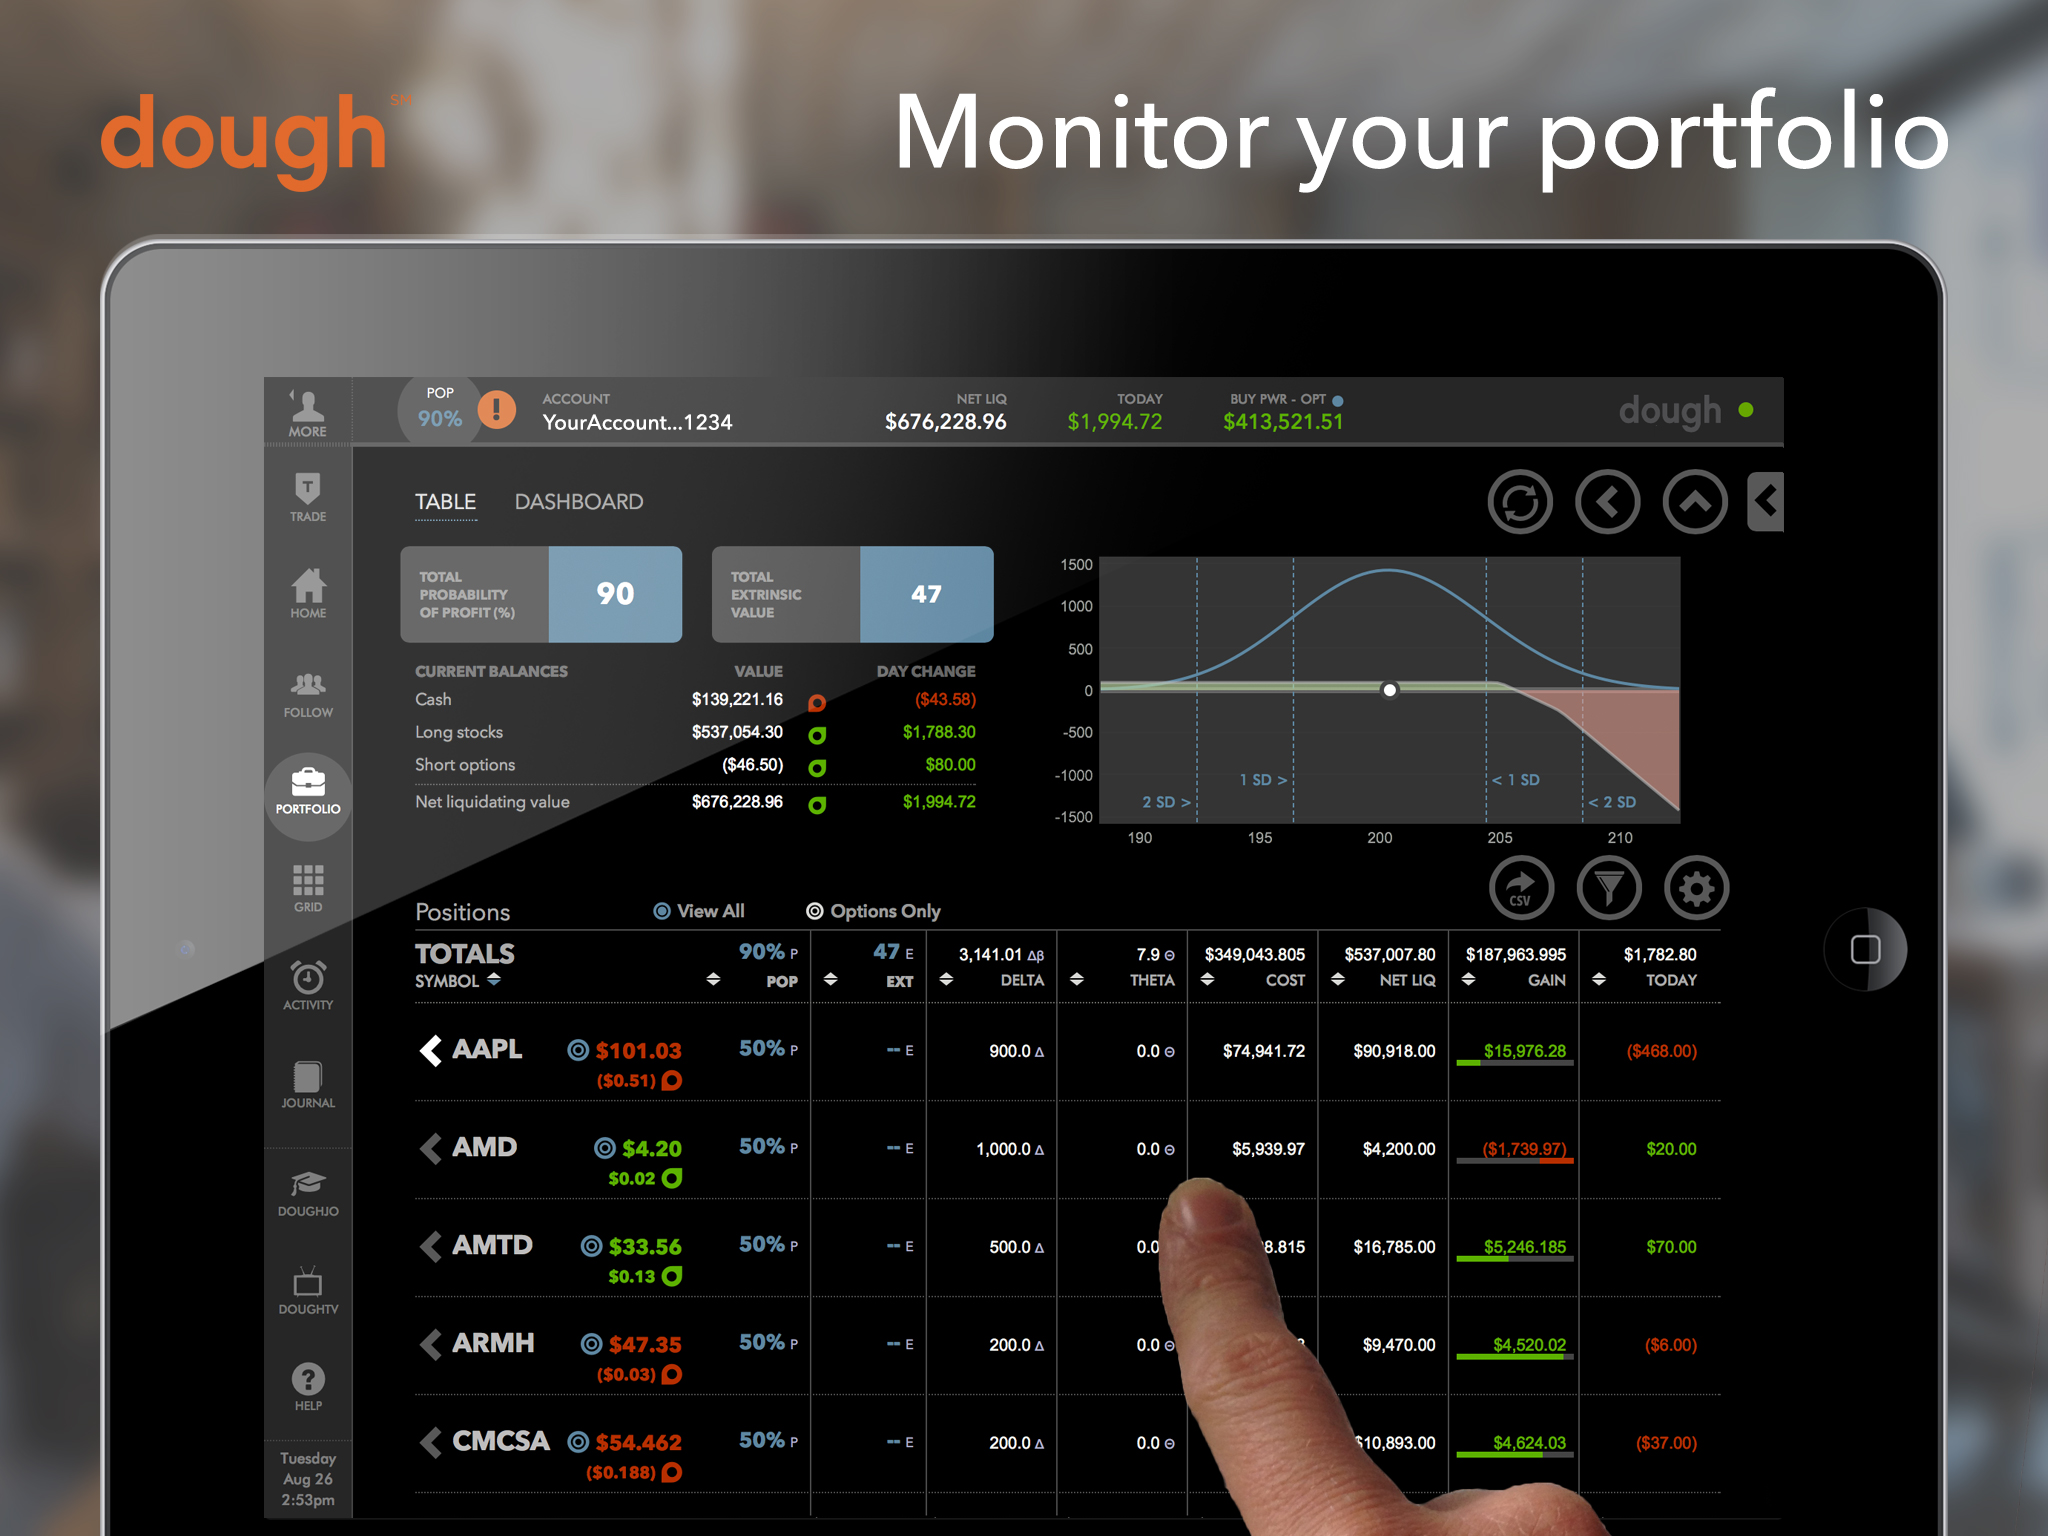 dough SM
Monitor your portfolio
MORE
POP
90%
!
ACCOUNT
YourAccount...1234
NET LIQ
$676,228.96
TODAY
$1,994.72
BUY PWR - OPT
$413,521.51
dough
T
TRADE
HOME
FOLLOW
PORTFOLIO
GRID
ACTIVITY
JOURNAL
DOUGHJO
DOUGHTV
?
HELP
Tuesday
Aug 26
2:53pm
TABLE DASHBOARD
TOTAL
PROBABILITY
OF PROFIT (%)
90
TOTAL
EXTRINSIC
VALUE
47
CURRENT BALANCES VALUE DAY CHANGE
Cash $139,221.16 ($43.58)
Long stocks $537,054.30 $1,788.30
Short options ($46.50) $80.00
Net liquidating value $676,228.96 $1,994.72
1500
1000
500
0
-500
-1000
-1500
2 SD >
1 SD >
< 1 SD
< 2 SD
190 195 200 205 210
CSV
Positions View All Options Only
TOTALS 90% P 47 E 3,141.01 Δβ 7.9 Θ $349,043.805 $537,007.80 $187,963.995 $1,782.80
SYMBOL POP EXT DELTA THETA COST NET LIQ GAIN TODAY
AAPL $101.03 50% P -- E 900.0 Δ 0.0 Θ $74,941.72 $90,918.00 $15,976.28 ($468.00)
($0.51)
AMD $4.20 50% P -- E 1,000.0 Δ 0.0 Θ $5,939.97 $4,200.00 ($1,739.97) $20.00
$0.02
AMTD $33.56 50% P -- E 500.0 Δ 0.0 8.815 $16,785.00 $5,246.185 $70.00
$0.13
ARMH $47.35 50% P -- E 200.0 Δ 0.0 Θ $9,470.00 $4,520.02 ($6.00)
($0.03)
CMCSA $54.462 50% P -- E 200.0 Δ 0.0 Θ $10,893.00 $4,624.03 ($37.00)
($0.188)